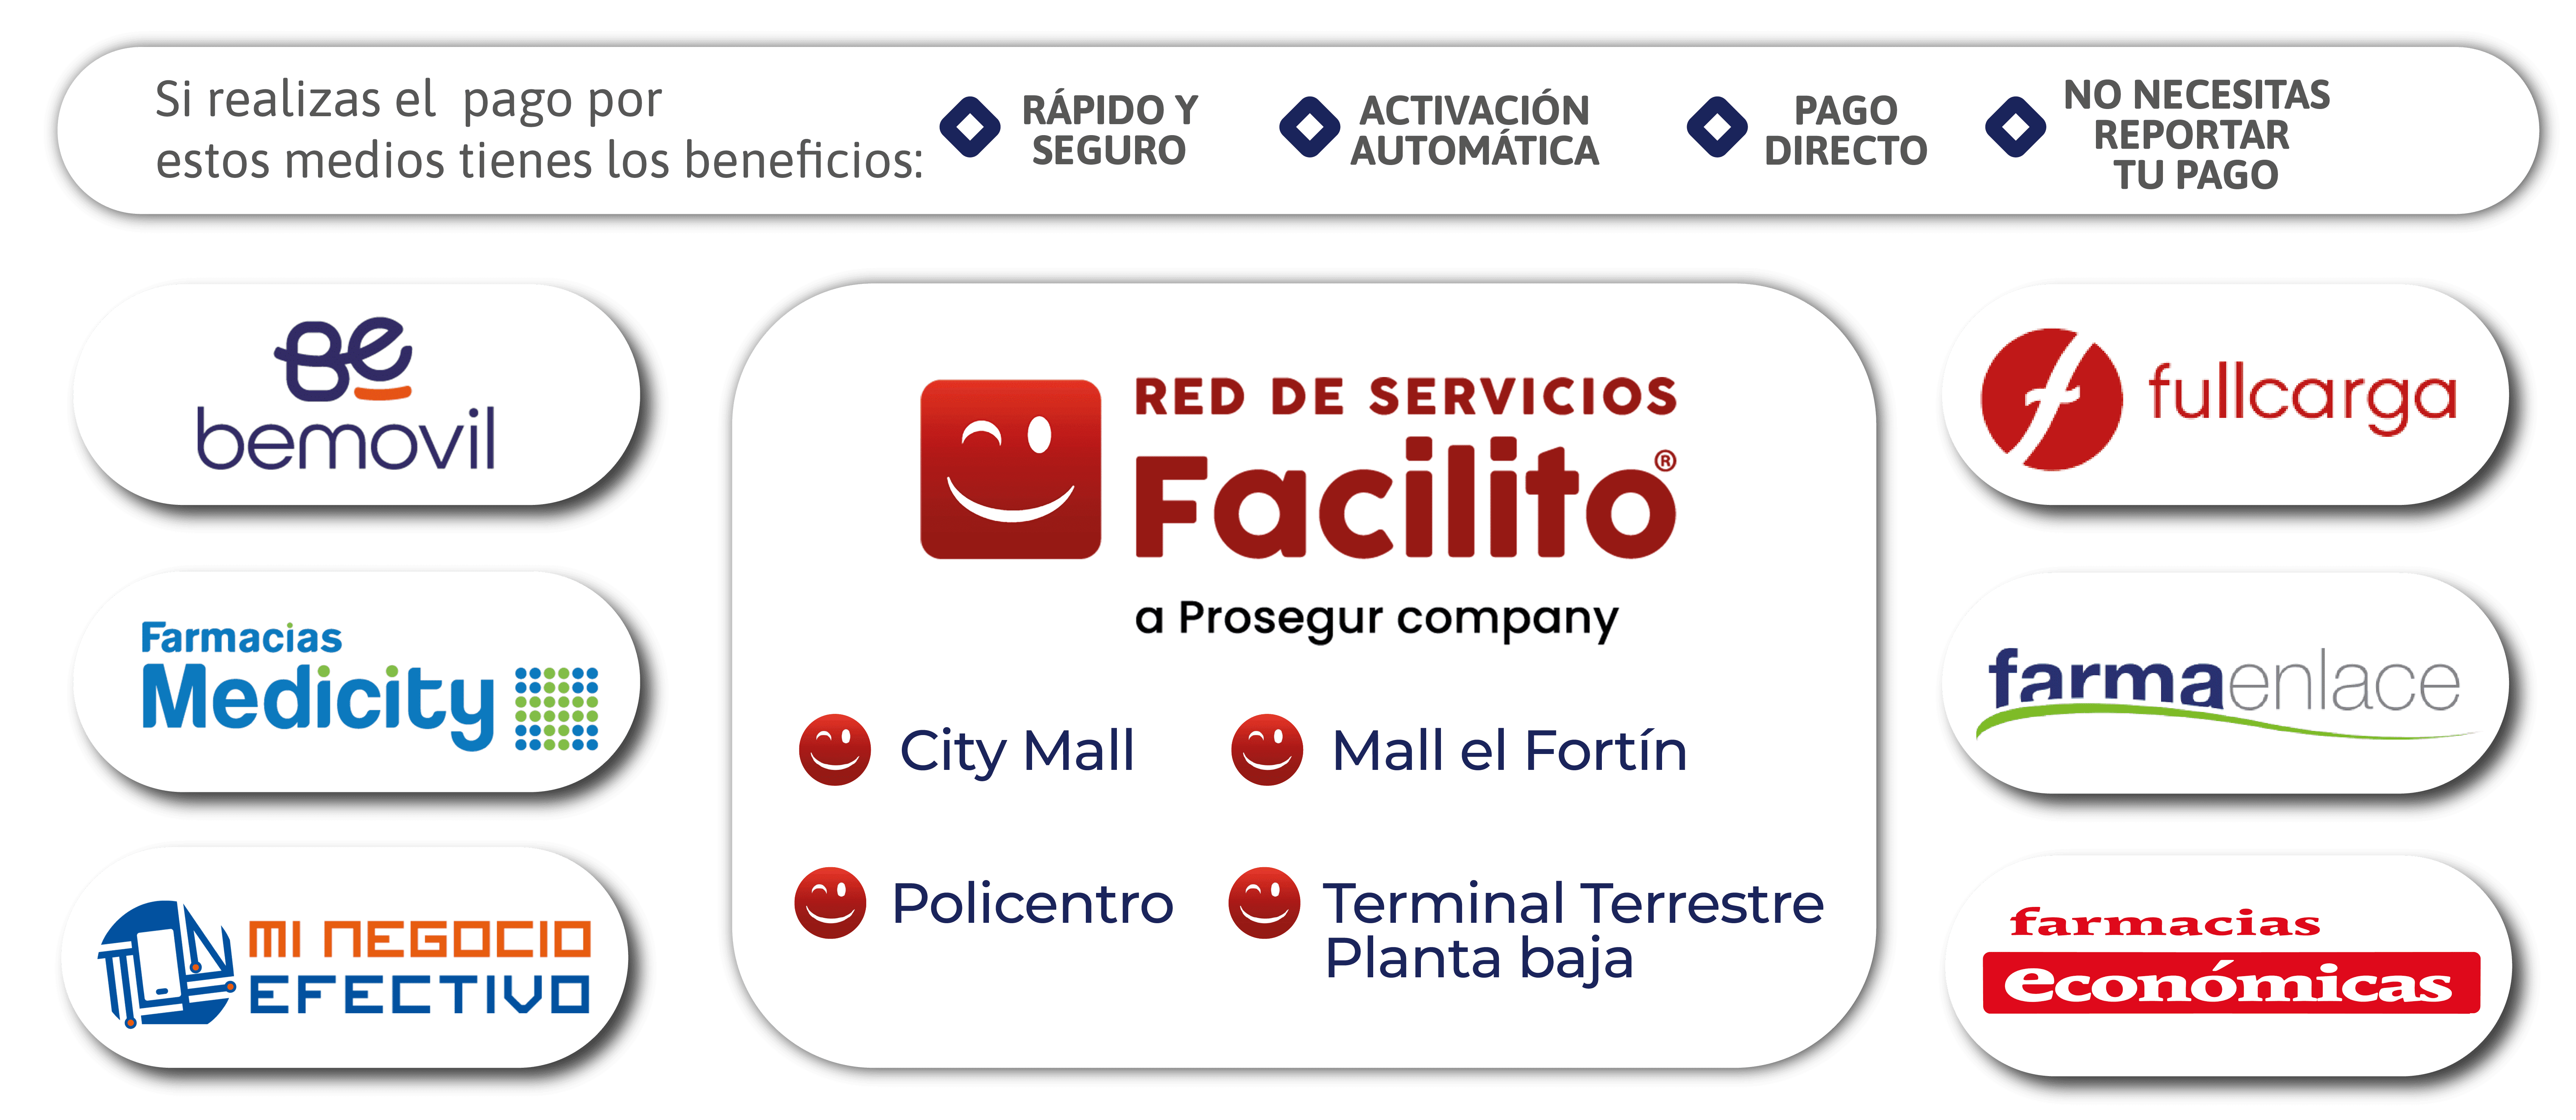 Si realizas el pago por
estos medios tienes los beneficios:
RÁPIDO Y
SEGURO
ACTIVACIÓN
AUTOMÁTICA
PAGO
DIRECTO
NO NECESITAS
REPORTAR
TU PAGO
Be
bemovil
Farmacias
Medicity
MI NEGOCIO
EFECTIVO
RED DE SERVICIOS
Facilito®
a Prosegur company
City Mall
Mall el Fortín
Policentro
Terminal Terrestre
Planta baja
f fullcarga
farmaenlace
farmacias
económicas